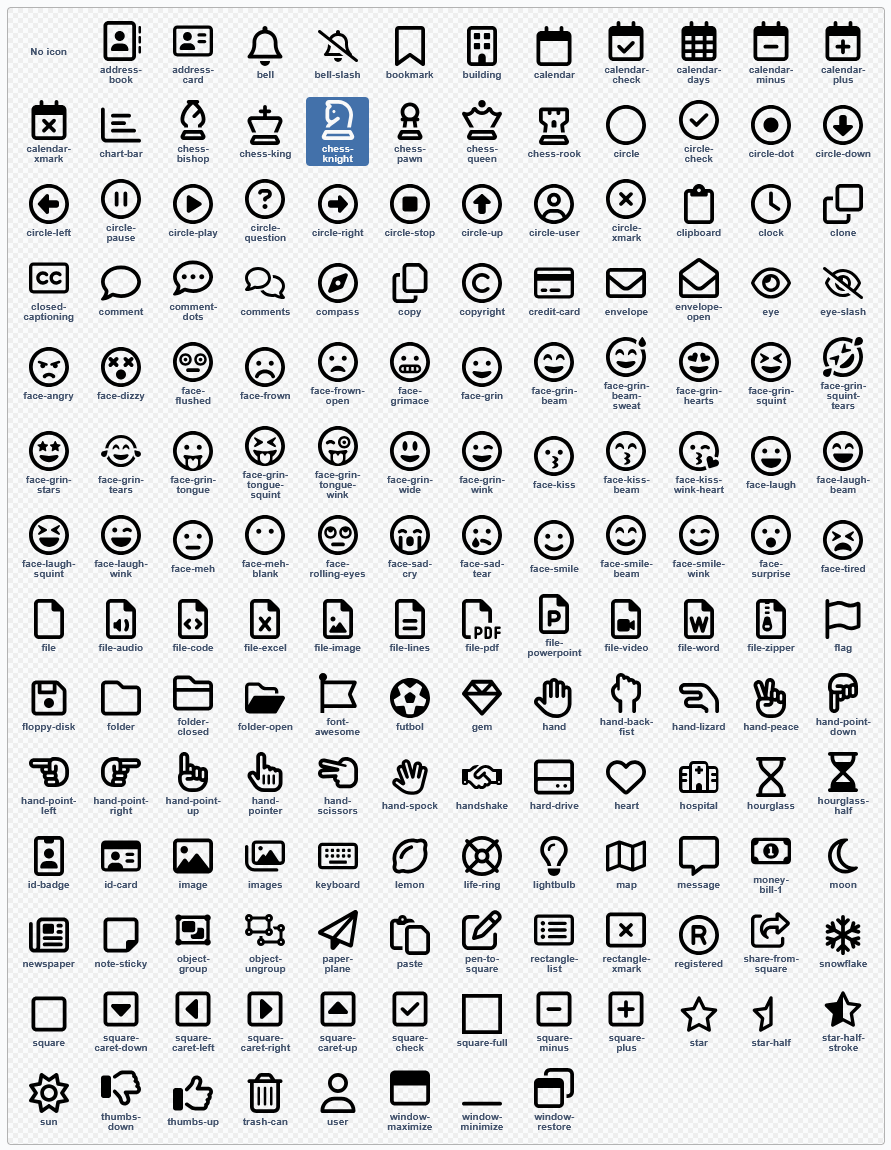 No icon
address-
book
address-
card
bell
bell-slash
bookmark
building
calendar
calendar-
check
calendar-
days
calendar-
minus
calendar-
plus
calendar-
xmark
chart-bar
chess-
bishop
chess-king
chess-
knight
chess-
pawn
chess-
queen
chess-rook
circle
circle-
check
circle-dot
circle-down
circle-left
circle-
pause
circle-play
circle-
question
circle-right
circle-stop
circle-up
circle-user
circle-
xmark
clipboard
clock
clone
CC
closed-
captioning
comment
comment-
dots
comments
compass
copy
C
copyright
credit-card
envelope
envelope-
open
eye
eye-slash
face-angry
face-dizzy
face-
flushed
face-frown
face-frown-
open
face-
grimace
face-grin
face-grin-
beam
face-grin-
beam-
sweat
face-grin-
hearts
face-grin-
squint
face-grin-
squint-
tears
face-grin-
stars
face-grin-
tears
face-grin-
tongue
face-grin-
tongue-
squint
face-grin-
tongue-
wink
face-grin-
wide
face-grin-
wink
face-kiss
face-kiss-
beam
face-kiss-
wink-heart
face-laugh
face-laugh-
beam
face-laugh-
squint
face-laugh-
wink
face-meh
face-meh-
blank
face-
rolling-eyes
face-sad-
cry
face-sad-
tear
face-smile
face-smile-
beam
face-smile-
wink
face-
surprise
face-tired
file
file-audio
file-code
X
file-excel
file-image
file-lines
PDF
file-pdf
P
file-
powerpoint
file-video
W
file-word
file-zipper
flag
floppy-disk
folder
folder-
closed
folder-open
font-
awesome
futbol
gem
hand
hand-back-
fist
hand-lizard
hand-peace
hand-point-
down
hand-point-
left
hand-point-
right
hand-point-
up
hand-
pointer
hand-
scissors
hand-spock
handshake
hard-drive
heart
hospital
hourglass
hourglass-
half
id-badge
id-card
image
images
keyboard
lemon
life-ring
lightbulb
map
message
1
money-
bill-1
moon
newspaper
note-sticky
object-
group
object-
ungroup
paper-
plane
paste
pen-to-
square
rectangle-
list
rectangle-
xmark
R
registered
share-from-
square
snowflake
square
square-
caret-down
square-
caret-left
square-
caret-right
square-
caret-up
square-
check
square-full
square-
minus
square-
plus
star
star-half
star-half-
stroke
sun
thumbs-
down
thumbs-up
trash-can
user
window-
maximize
window-
minimize
window-
restore